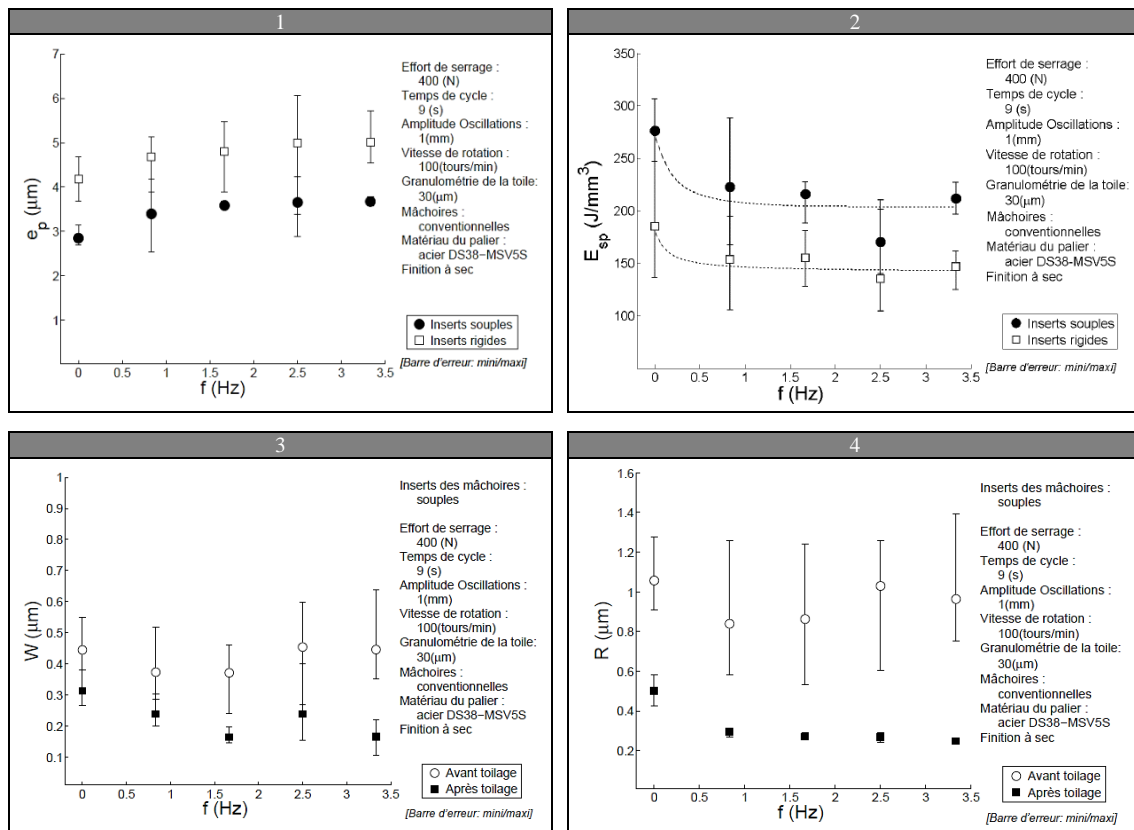 1
7
6
5
4
3
2
1
e_p (μm)
0
0.5
1
1.5
2
2.5
3
3.5
f (Hz)
Effort de serrage :
400 (N)
Temps de cycle :
9 (s)
Amplitude Oscillations :
1(mm)
Vitesse de rotation :
100(tours/min)
Granulométrie de la toile:
30(μm)
Mâchoires :
conventionnelles
Matériau du palier :
acier DS38−MSV5S
Finition à sec
Inserts souples
Inserts rigides
[Barre d'erreur: mini/maxi]
2
350
300
250
200
150
100
E_sp (J/mm³)
0
0.5
1
1.5
2
2.5
3
3.5
f (Hz)
Effort de serrage :
400 (N)
Temps de cycle :
9 (s)
Amplitude Oscillations :
1(mm)
Vitesse de rotation :
100(tours/min)
Granulométrie de la toile:
30(μm)
Mâchoires :
conventionnelles
Matériau du palier :
acier DS38-MSV5S
Finition à sec
Inserts souples
Inserts rigides
[Barre d'erreur: mini/maxi]
3
1
0.9
0.8
0.7
0.6
0.5
0.4
0.3
0.2
0.1
W (μm)
0
0.5
1
1.5
2
2.5
3
3.5
f (Hz)
Inserts des mâchoires :
souples
Effort de serrage :
400 (N)
Temps de cycle :
9 (s)
Amplitude Oscillations :
1(mm)
Vitesse de rotation :
100(tours/min)
Granulométrie de la toile:
30(μm)
Mâchoires :
conventionnelles
Matériau du palier :
acier DS38−MSV5S
Finition à sec
Avant toilage
Après toilage
[Barre d'erreur: mini/maxi]
4
1.6
1.4
1.2
1
0.8
0.6
0.4
0.2
R (μm)
0
0.5
1
1.5
2
2.5
3
3.5
f (Hz)
Inserts des mâchoires :
souples
Effort de serrage :
400 (N)
Temps de cycle :
9 (s)
Amplitude Oscillations :
1(mm)
Vitesse de rotation :
100(tours/min)
Granulométrie de la toile:
30(μm)
Mâchoires :
conventionnelles
Matériau du palier :
acier DS38−MSV5S
Finition à sec
Avant toilage
Après toilage
[Barre d'erreur: mini/maxi]